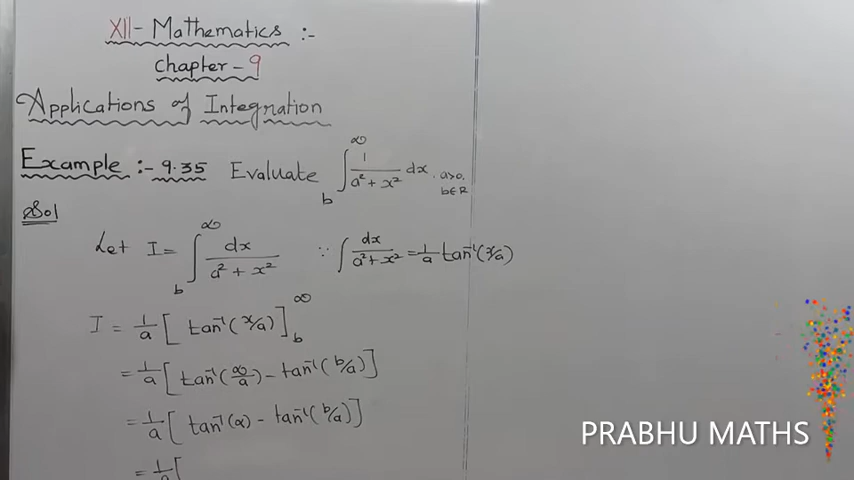 XII- Mathematics :-
Chapter - 9
Applications of Integration
Example :- 9.35 Evaluate ∫_b^∞ 1/(a² + x²) dx. a>0, b∈R
Sol
Let I = ∫_b^∞ dx/(a² + x²) ∵ ∫ dx/(a² + x²) = 1/a tan⁻¹(x/a)
I = 1/a [ tan⁻¹(x/a) ]_b^∞
= 1/a [ tan⁻¹(∞/a) - tan⁻¹(b/a) ]
= 1/a [ tan⁻¹(∞) - tan⁻¹(b/a) ]
= 1/a [
PRABHU MATHS